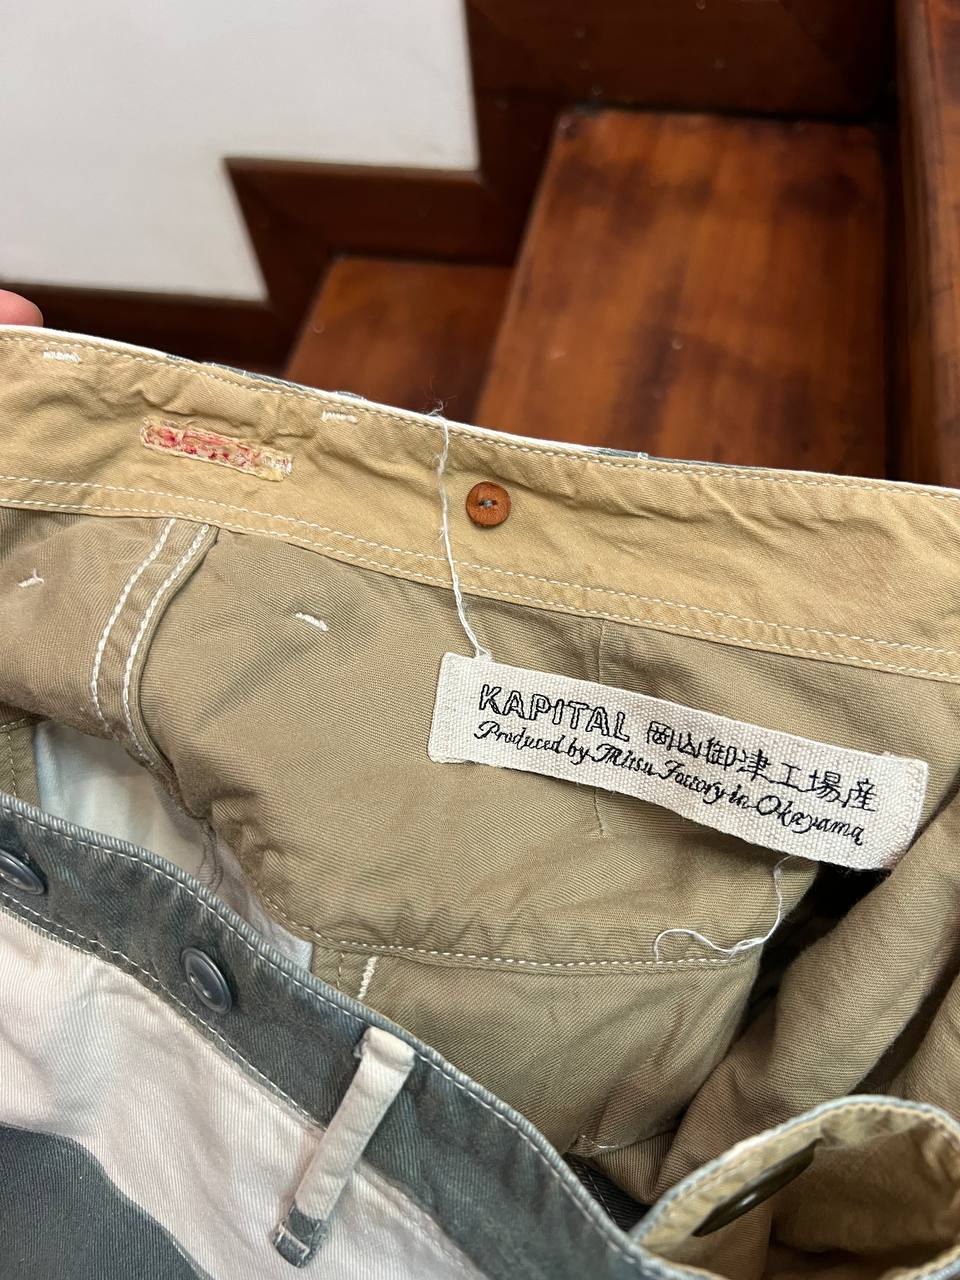 KAPITAL 岡山御津工場産
Produced by Mitsu Factory in Okayama